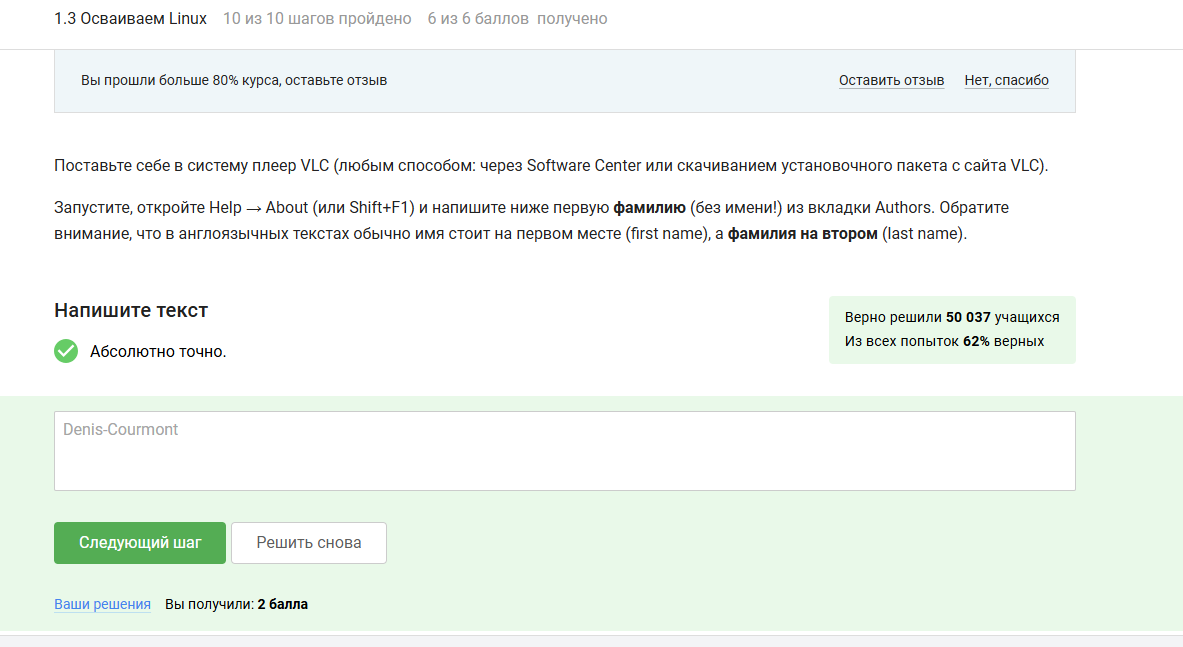 1.3 Осваиваем Linux 10 из 10 шагов пройдено 6 из 6 баллов получено
Вы прошли больше 80% курса, оставьте отзыв Оставить отзыв Нет, спасибо
Поставьте себе в систему плеер VLC (любым способом: через Software Center или скачиванием установочного пакета с сайта VLC).
Запустите, откройте Help → About (или Shift+F1) и напишите ниже первую фамилию (без имени!) из вкладки Authors. Обратите
внимание, что в англоязычных текстах обычно имя стоит на первом месте (first name), а фамилия на втором (last name).
Напишите текст
Верно решили 50 037 учащихся
Из всех попыток 62% верных
Абсолютно точно.
Denis-Courmont
Следующий шаг Решить снова
Ваши решения Вы получили: 2 балла